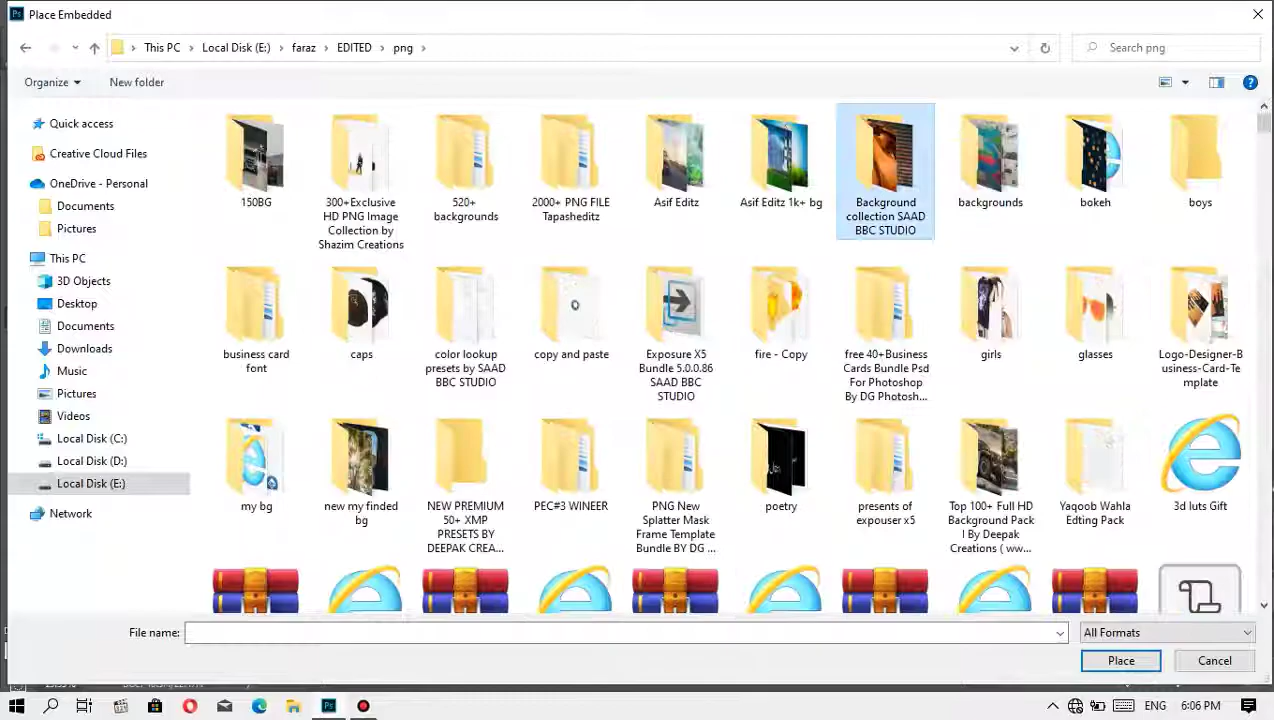 Place Embedded
This PC
Local Disk (E:)
faraz
EDITED
png
Search png
Organize
New folder
Quick access
Creative Cloud Files
OneDrive - Personal
Documents
Pictures
This PC
3D Objects
Desktop
Documents
Downloads
Music
Pictures
Videos
Local Disk (C:)
Local Disk (D:)
Local Disk (E:)
Network
150BG
300+Exclusive
HD PNG Image
Collection by
Shazim Creations
520+
backgrounds
2000+ PNG FILE
Tapasheditz
Asif Editz
Asif Editz 1k+ bg
Background
collection SAAD
BBC STUDIO
backgrounds
bokeh
boys
business card
font
caps
color lookup
presets by SAAD
BBC STUDIO
copy and paste
Exposure X5
Bundle 5.0.0.86
SAAD BBC
STUDIO
fire - Copy
free 40+Business
Cards Bundle Psd
For Photoshop
By DG Photosh...
girls
glasses
Logo-Designer-B
usiness-Card-Te
mplate
my bg
new my finded
bg
NEW PREMIUM
50+ XMP
PRESETS BY
DEEPAK CREA...
PEC#3 WINEER
PNG New
Splatter Mask
Frame Template
Bundle BY DG ...
poetry
presents of
expouser x5
Top 100+ Full HD
Background Pack
l By Deepak
Creations ( ww...
Yaqoob Wahla
Edting Pack
3d luts Gift
File name:
All Formats
Place
Cancel
ENG
6:06 PM